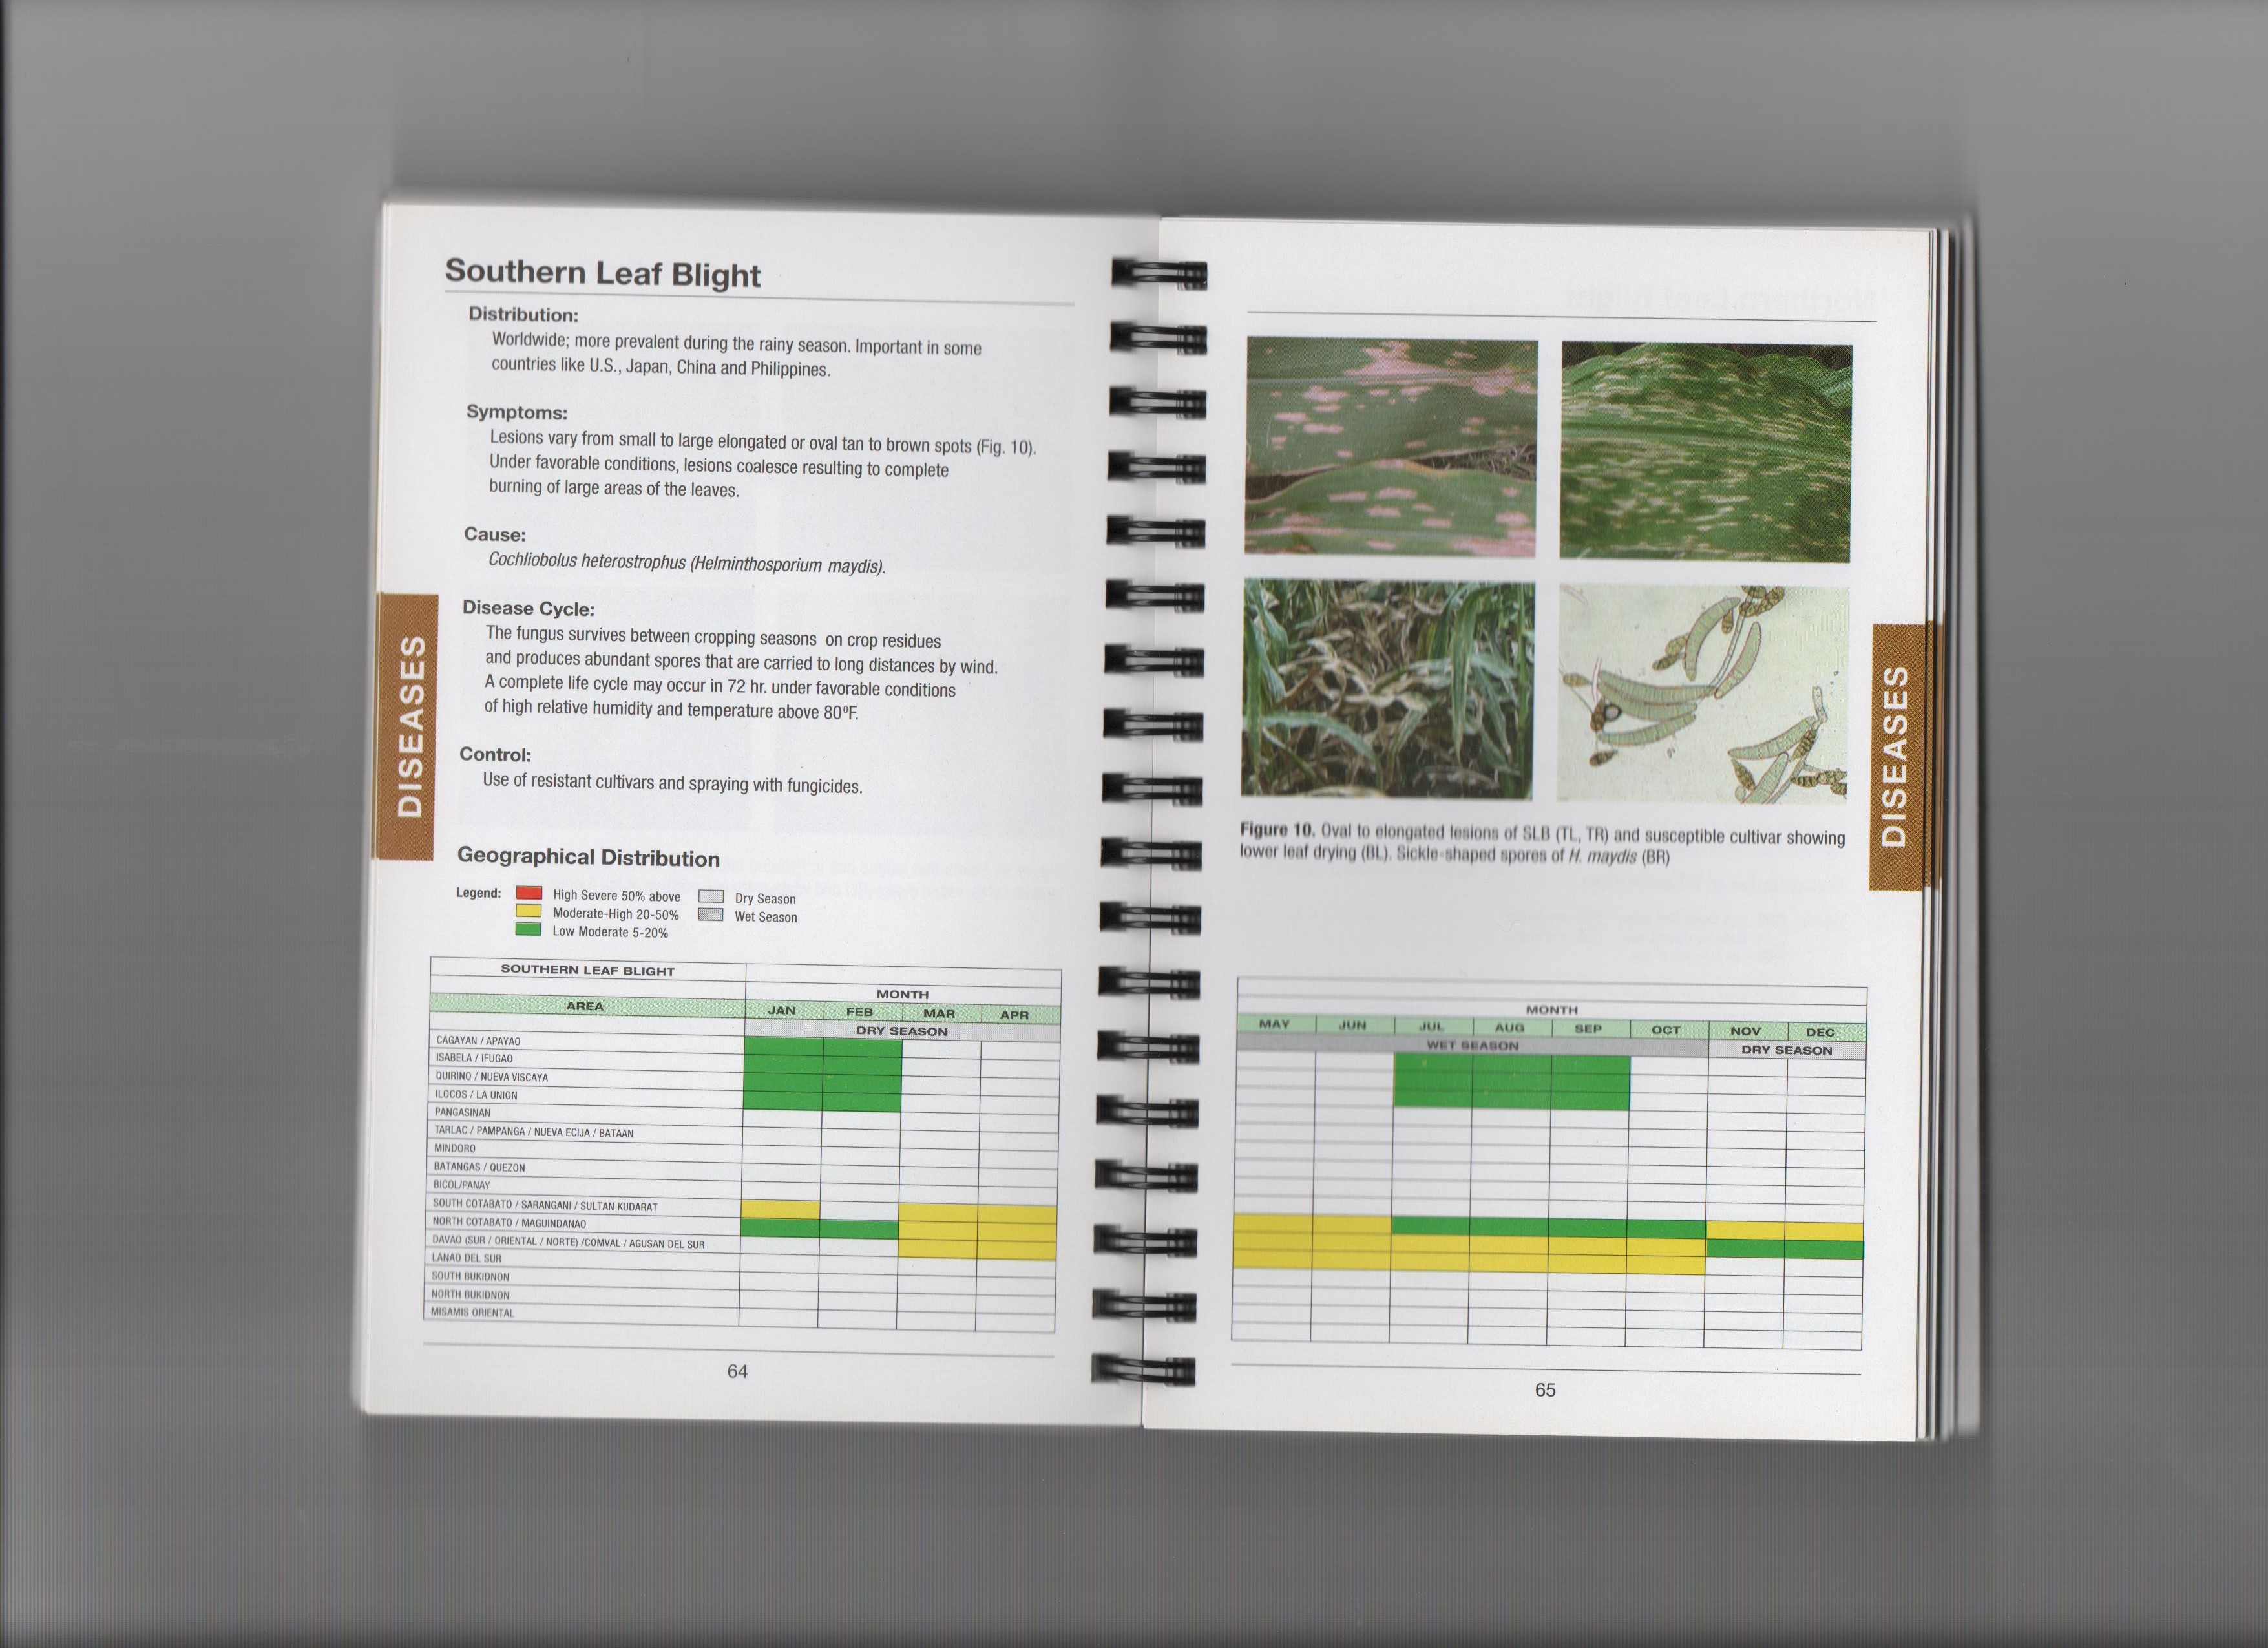 Southern Leaf Blight
Distribution:
Worldwide; more prevalent during the rainy season. Important in some
countries like U.S., Japan, China and Philippines.
Symptoms:
Lesions vary from small to large elongated or oval tan to brown spots (Fig. 10).
Under favorable conditions, lesions coalesce resulting to complete
burning of large areas of the leaves.
Cause:
Cochliobolus heterostrophus (Helminthosporium maydis).
Disease Cycle:
The fungus survives between cropping seasons on crop residues
and produces abundant spores that are carried to long distances by wind.
A complete life cycle may occur in 72 hr. under favorable conditions
of high relative humidity and temperature above 80⁰F.
Control:
Use of resistant cultivars and spraying with fungicides.
DISEASES
Geographical Distribution
Legend:
High Severe 50% above
Moderate-High 20-50%
Low Moderate 5-20%
Dry Season
Wet Season
SOUTHERN LEAF BLIGHT
MONTH
AREA JAN FEB MAR APR
DRY SEASON
CAGAYAN / APAYAO
ISABELA / IFUGAO
QUIRINO / NUEVA VISCAYA
ILOCOS / LA UNION
PANGASINAN
TARLAC / PAMPANGA / NUEVA ECIJA / BATAAN
MINDORO
BATANGAS / QUEZON
BICOL/PANAY
SOUTH COTABATO / SARANGANI / SULTAN KUDARAT
NORTH COTABATO / MAGUINDANAO
DAVAO (SUR / ORIENTAL / NORTE) /COMVAL / AGUSAN DEL SUR
LANAO DEL SUR
SOUTH BUKIDNON
NORTH BUKIDNON
MISAMIS ORIENTAL
64
DISEASES
Figure 10. Oval to elongated lesions of SLB (TL, TR) and susceptible cultivar showing
lower leaf drying (BL). Sickle-shaped spores of H. maydis (BR)
MONTH
MAY JUN JUL AUG SEP OCT NOV DEC
WET SEASON DRY SEASON
65